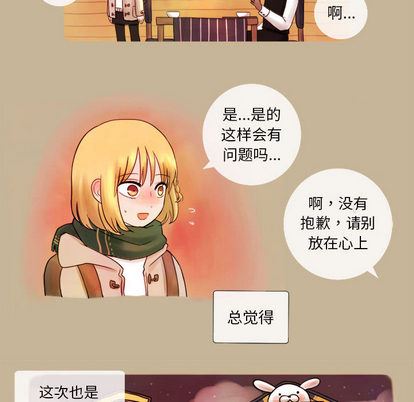 啊...
是...是的
这样会有
问题吗...
啊，没有
抱歉，请别
放在心上
总觉得
这次也是